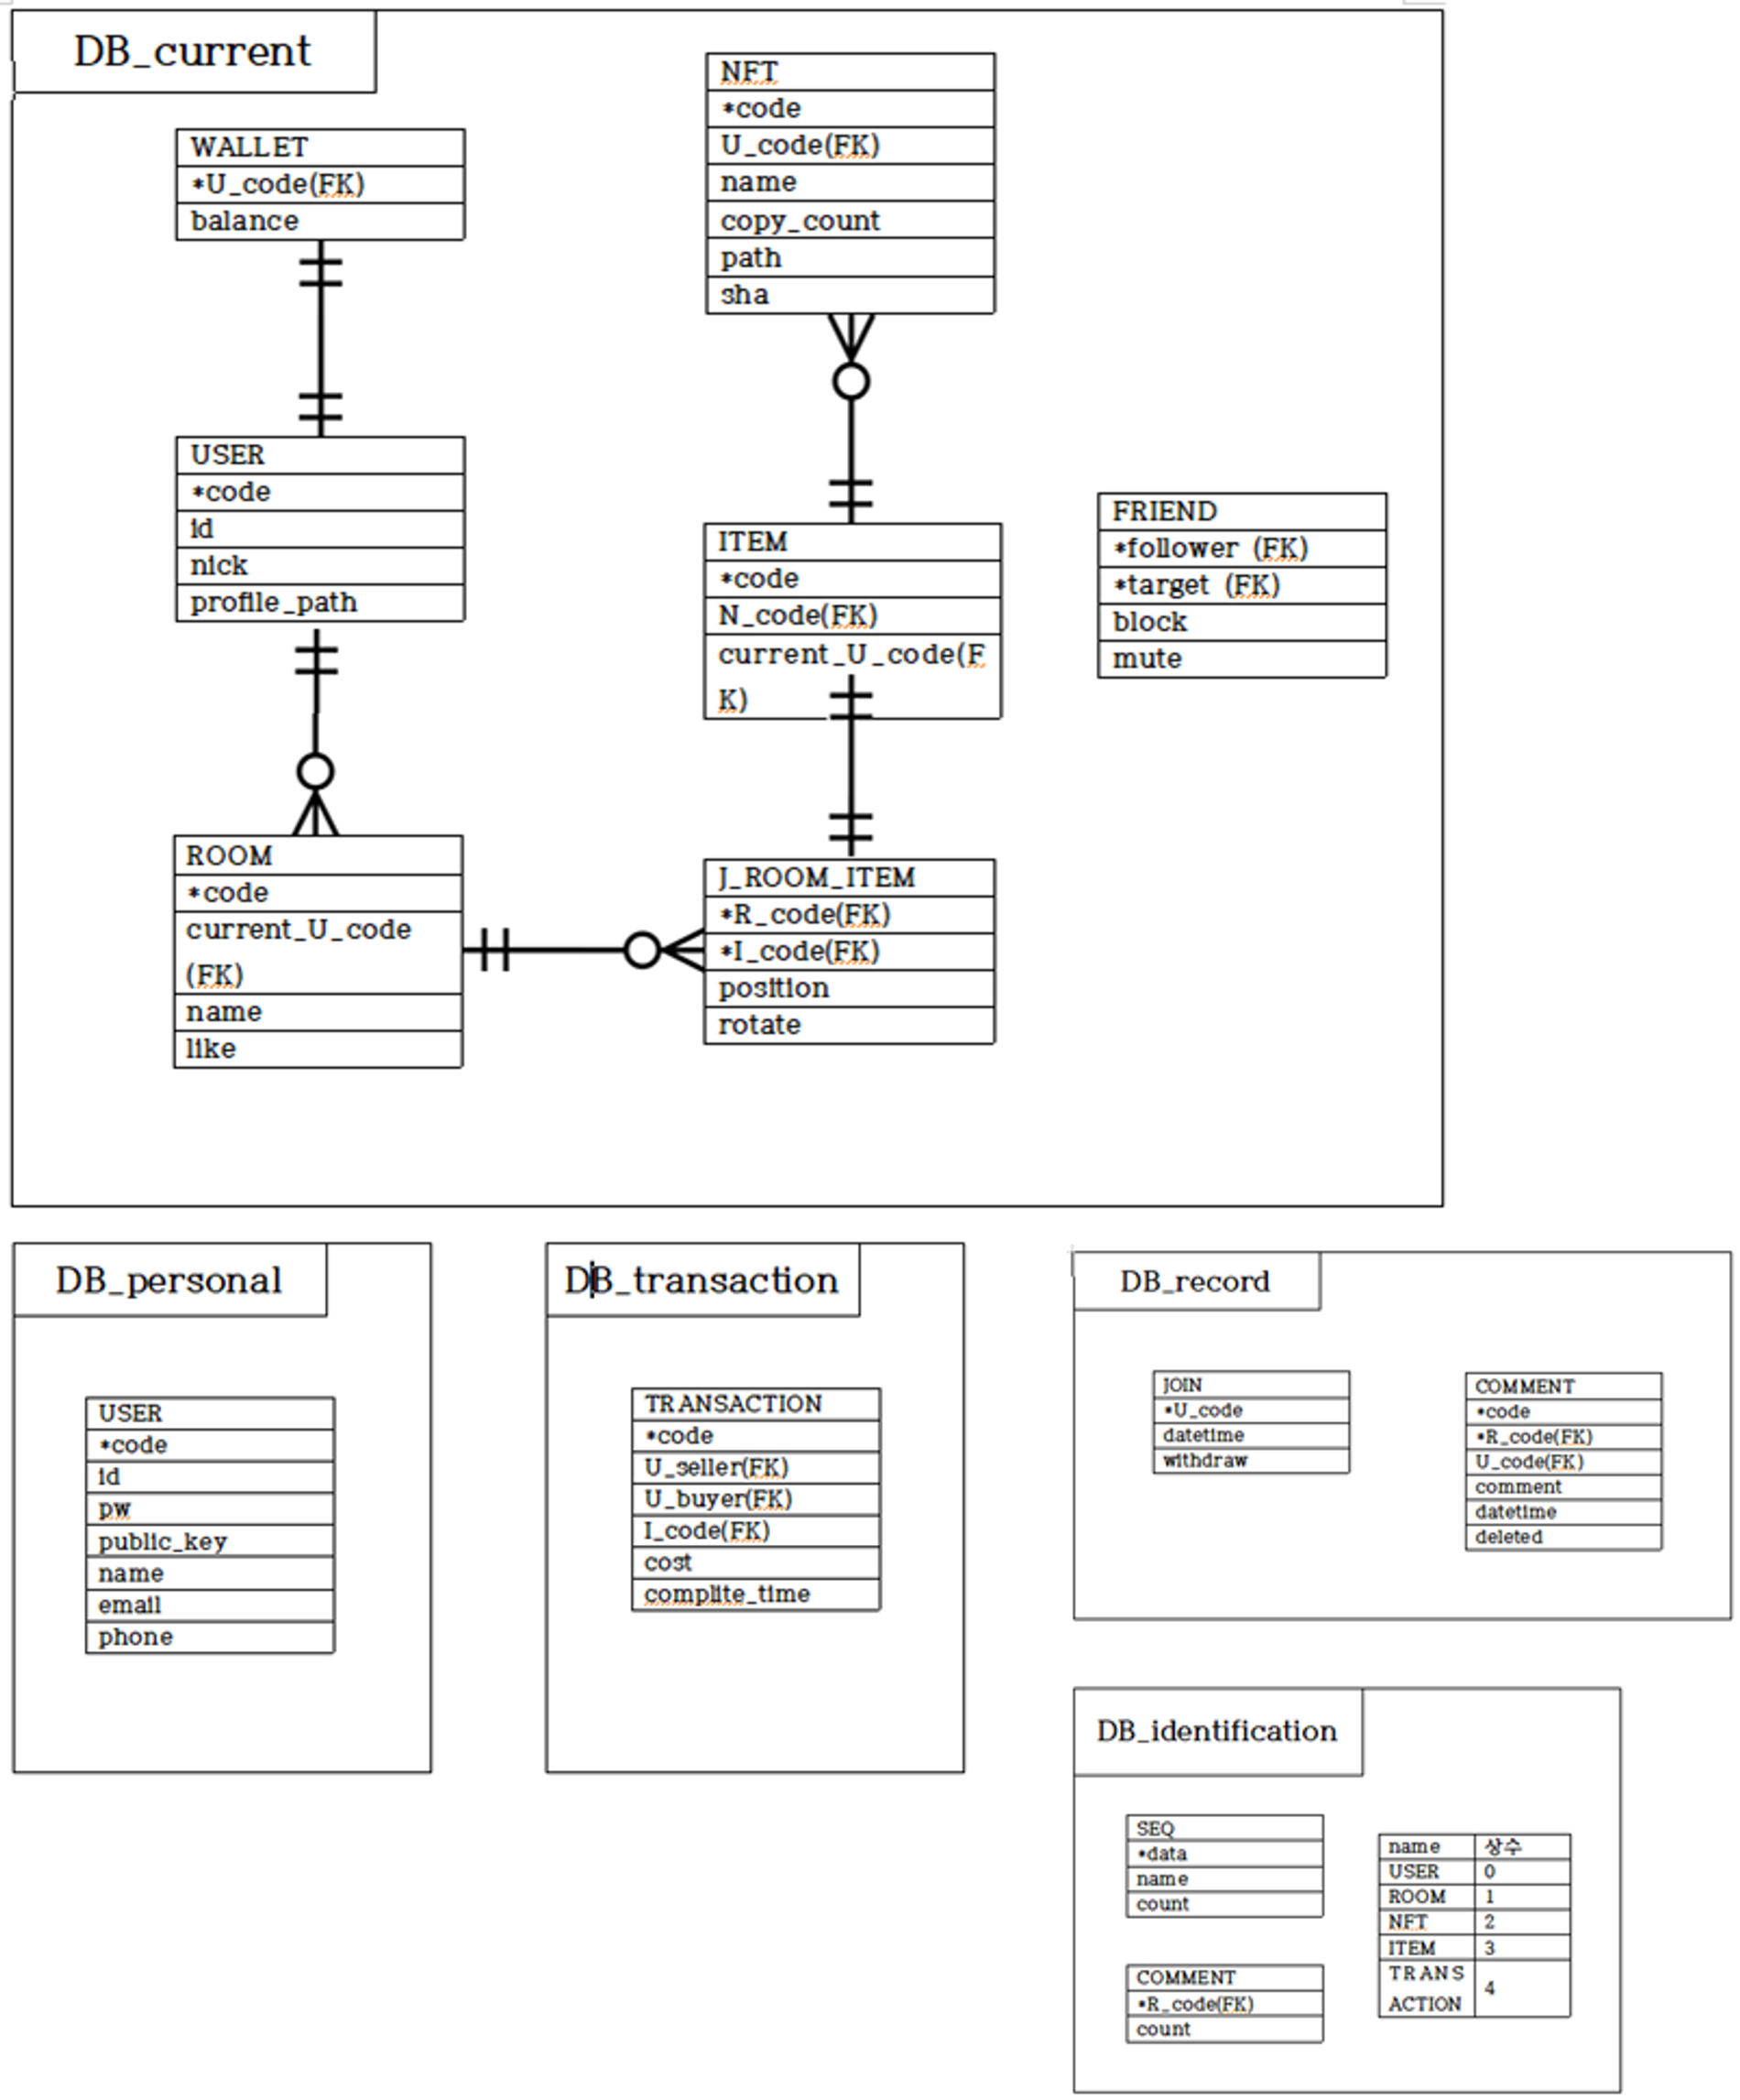 DB_current
WALLET
*U_code(FK)
balance
USER
*code
id
nick
profile_path
ROOM
*code
current_U_code
(FK)
name
like
NFT
*code
U_code(FK)
name
copy_count
path
sha
ITEM
*code
N_code(FK)
current_U_code(F
K)
J_ROOM_ITEM
*R_code(FK)
*I_code(FK)
position
rotate
FRIEND
*follower (FK)
*target (FK)
block
mute
DB_personal
USER
*code
id
pw
public_key
name
email
phone
DB_transaction
TRANSACTION
*code
U_seller(FK)
U_buyer(FK)
I_code(FK)
cost
complite_time
DB_record
JOIN
*U_code
datetime
withdraw
COMMENT
*code
*R_code(FK)
U_code(FK)
comment
datetime
deleted
DB_identification
SEQ
*data
name
count
COMMENT
*R_code(FK)
count
name 상수
USER 0
ROOM 1
NFT 2
ITEM 3
TRANS
ACTION 4